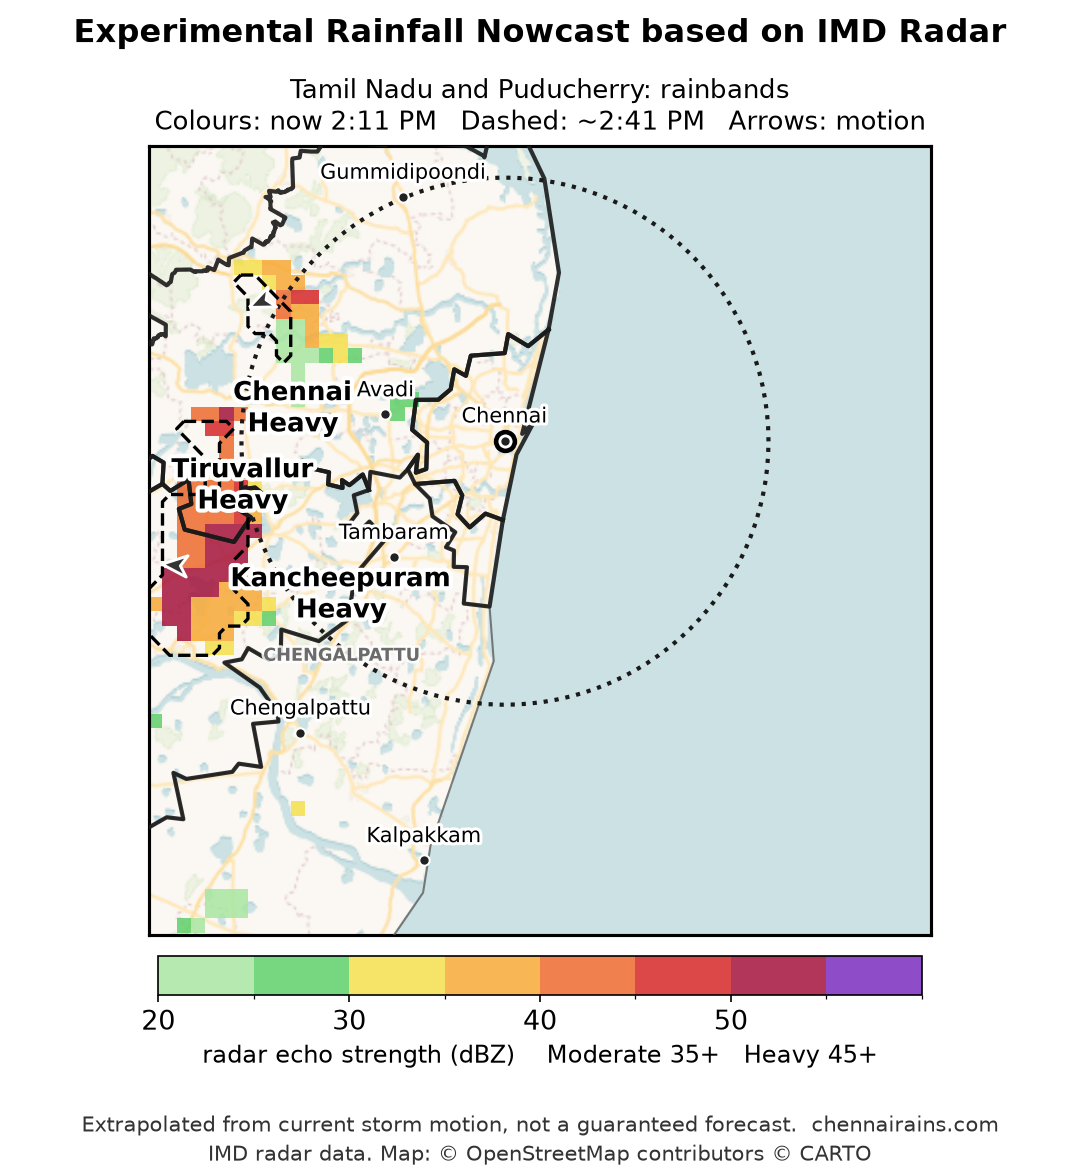 Experimental Rainfall Nowcast based on IMD Radar
Tamil Nadu and Puducherry: rainbands
Colours: now 2:11 PM   Dashed: ~2:41 PM   Arrows: motion
Gummidipoondi
Chennai
Heavy
Avadi
Chennai
Tiruvallur
Heavy
Tambaram
Kancheepuram
Heavy
CHENGALPATTU
Chengalpattu
Kalpakkam
20 30 40 50
radar echo strength (dBZ)   Moderate 35+   Heavy 45+
Extrapolated from current storm motion, not a guaranteed forecast.  chennairains.com
IMD radar data. Map: © OpenStreetMap contributors © CARTO